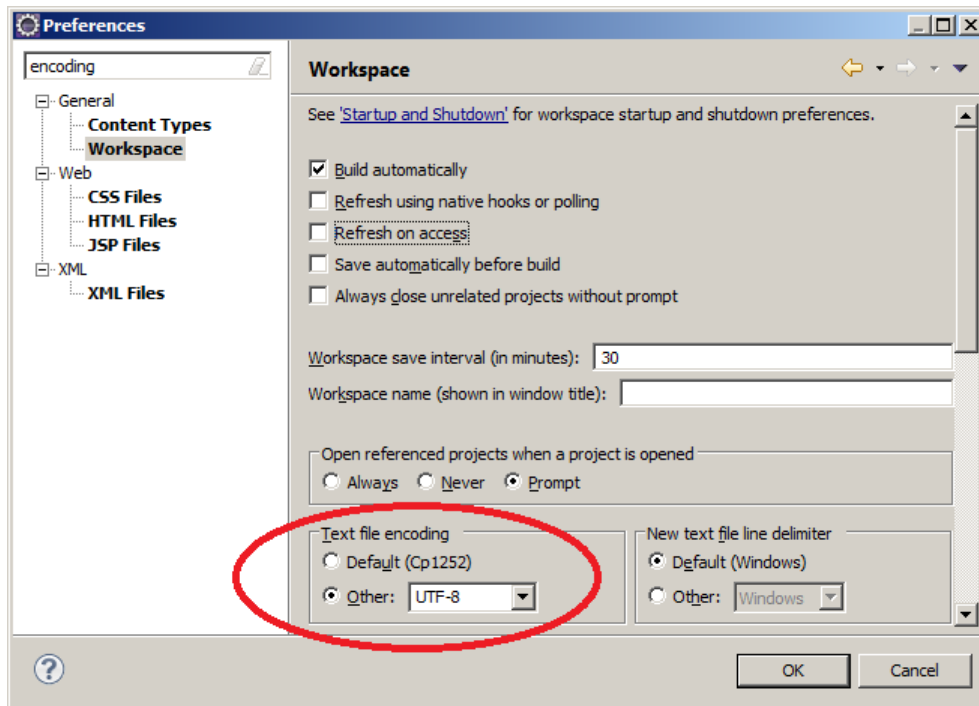 Preferences
encoding
General
Content Types
Workspace
Web
CSS Files
HTML Files
JSP Files
XML
XML Files
Workspace
See 'Startup and Shutdown' for workspace startup and shutdown preferences.
Build automatically
Refresh using native hooks or polling
Refresh on access
Save automatically before build
Always close unrelated projects without prompt
Workspace save interval (in minutes): 30
Workspace name (shown in window title):
Open referenced projects when a project is opened
Always Never Prompt
Text file encoding
Default (Cp1252)
Other: UTF-8
New text file line delimiter
Default (Windows)
Other: Windows
?
OK Cancel